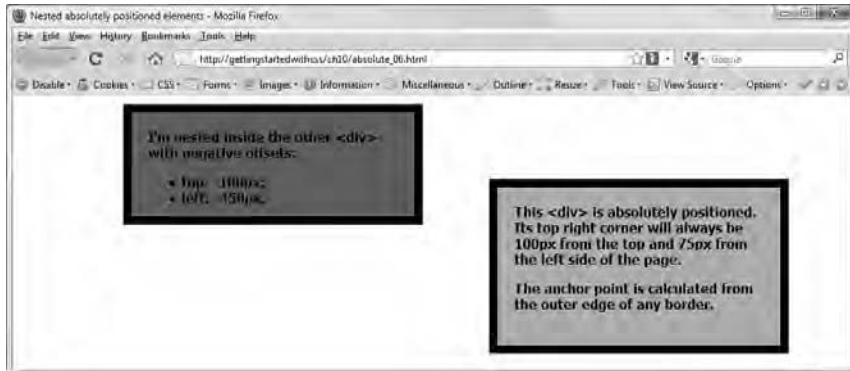 Nested absolutely positioned elements - Mozilla Firefox
File Edit View History Bookmarks Tools Help
http://gettingstartedwithcss/ch10/absolute_06.html
Disable Cookies CSS Forms Images Information Miscellaneous Outline Resize Tools View Source Options
I'm nested inside the other <div>
with negative offsets:
• top: -100px;
• left: -450px;
This <div> is absolutely positioned.
Its top right corner will always be
100px from the top and 75px from
the left side of the page.
The anchor point is calculated from
the outer edge of any border.